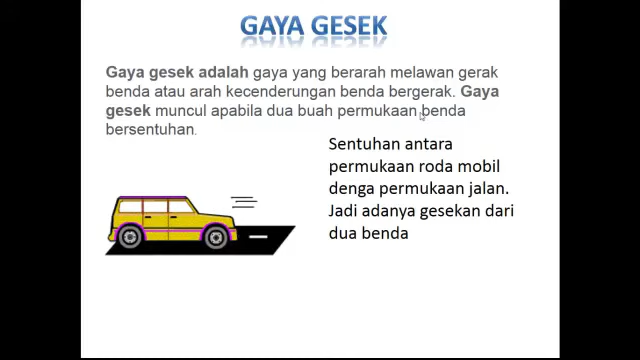 GAYA GESEK
Gaya gesek adalah gaya yang berarah melawan gerak
benda atau arah kecenderungan benda bergerak. Gaya
gesek muncul apabila dua buah permukaan benda
bersentuhan.
Sentuhan antara
permukaan roda mobil
denga permukaan jalan.
Jadi adanya gesekan dari
dua benda